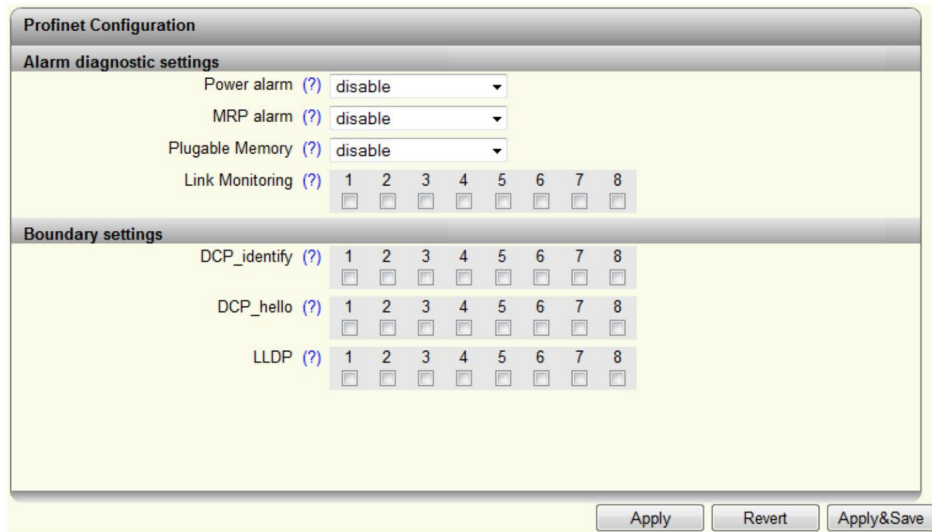 Profinet Configuration
Alarm diagnostic settings
Power alarm (?) disable
MRP alarm (?) disable
Plugable Memory (?) disable
Link Monitoring (?) 1 2 3 4 5 6 7 8
Boundary settings
DCP_identify (?) 1 2 3 4 5 6 7 8
DCP_hello (?) 1 2 3 4 5 6 7 8
LLDP (?) 1 2 3 4 5 6 7 8
Apply Revert Apply&Save